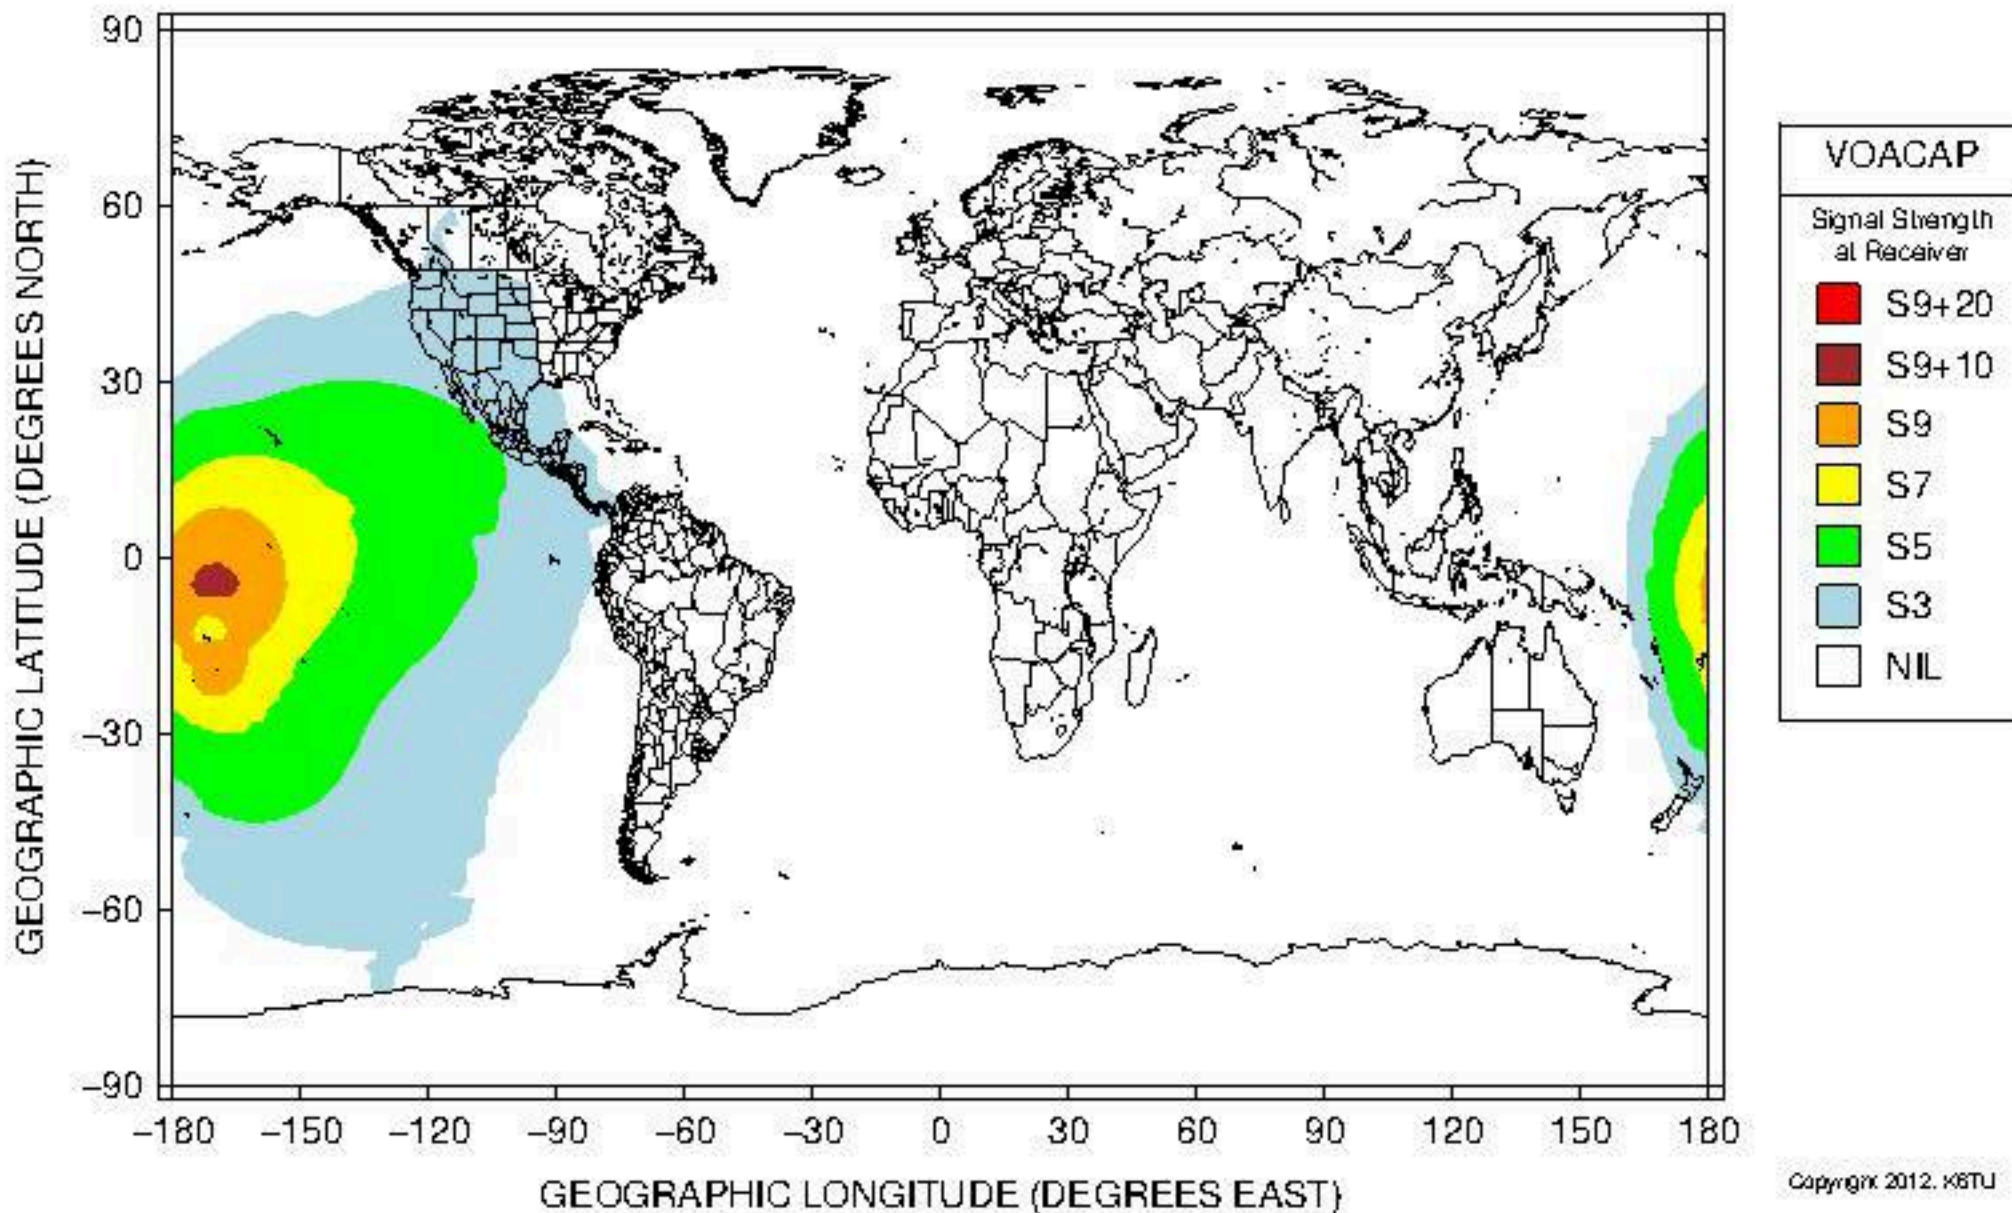 90
60
30
0
−30
−60
−90
GEOGRAPHIC LATITUDE (DEGREES NORTH)
−180 −150 −120 −90 −60 −30 0 30 60 90 120 150 180
GEOGRAPHIC LONGITUDE (DEGREES EAST)
VOACAP
Signal Strength
at Receiver
S9+20
S9+10
S9
S7
S5
S3
NIL
Copyright 2012, K6TU